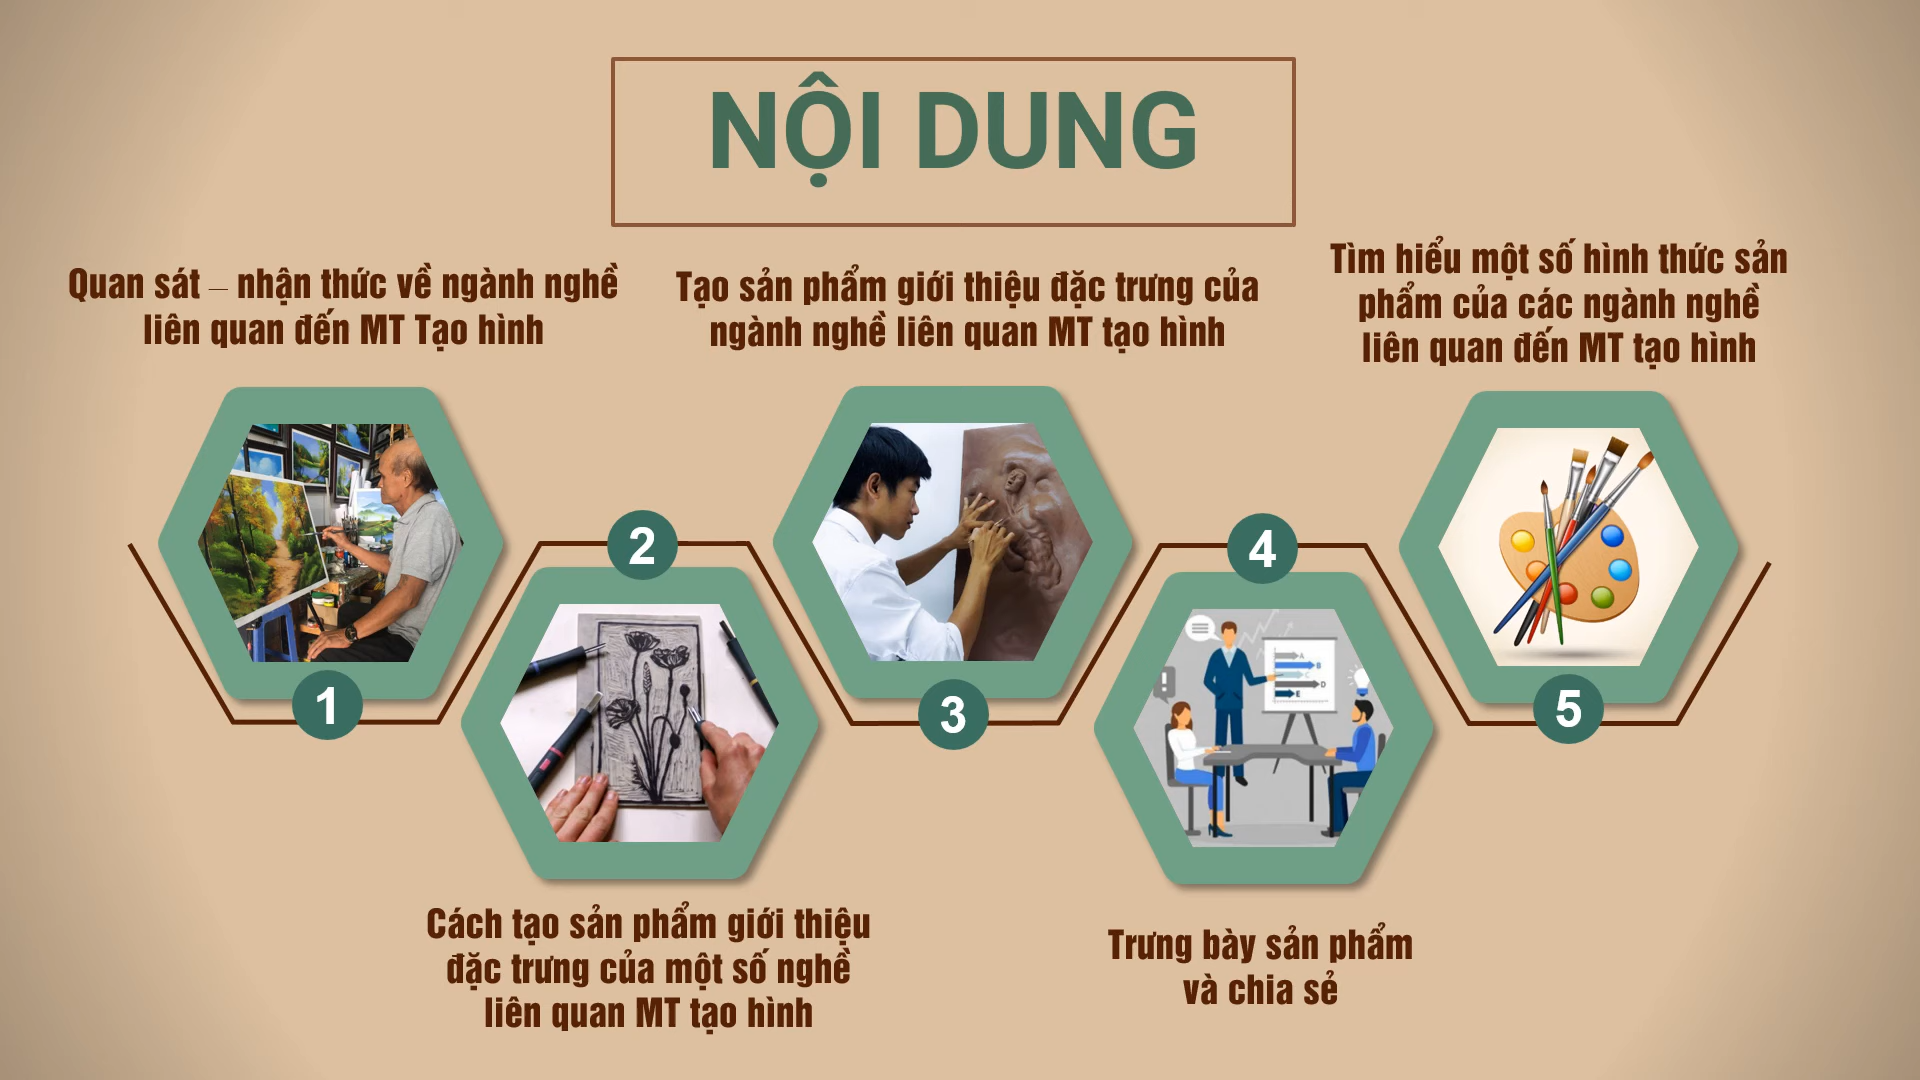 NỘI DUNG
Quan sát – nhận thức về ngành nghề
liên quan đến MT Tạo hình
1
2
Cách tạo sản phẩm giới thiệu
đặc trưng của một số nghề
liên quan MT tạo hình
Tạo sản phẩm giới thiệu đặc trưng của
ngành nghề liên quan MT tạo hình
3
4
A
B
C
D
E
!
Trưng bày sản phẩm
và chia sẻ
Tìm hiểu một số hình thức sản
phẩm của các ngành nghề
liên quan đến MT tạo hình
5